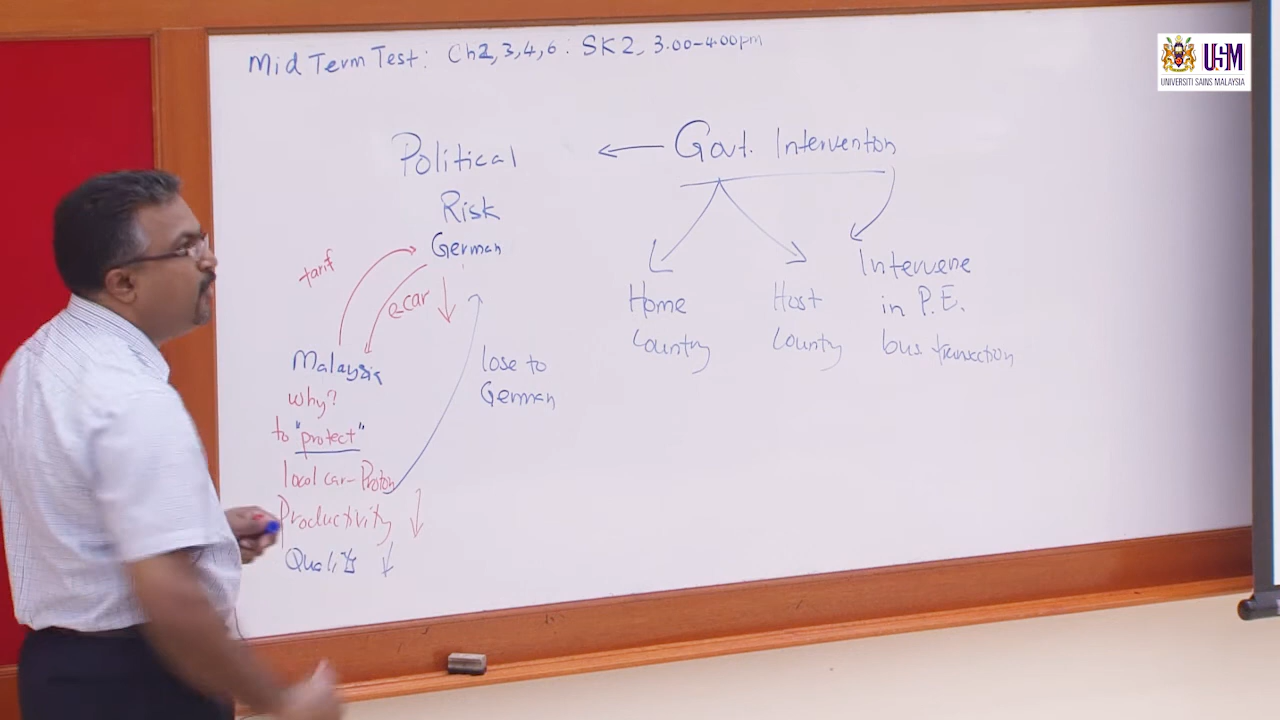 Mid Term Test: Ch2, 3, 4, 6 : SK2, 3.00-4.00pm
USM
UNIVERSITI SAINS MALAYSIA
Political
Risk
Govt. Intervention
German
tarif
e-car
Malaysia
why?
to "protect"
local car-Proton
Productivity
Quality
lose to
German
Home
Country
Host
Country
Intervene
in P.E.
bus transaction